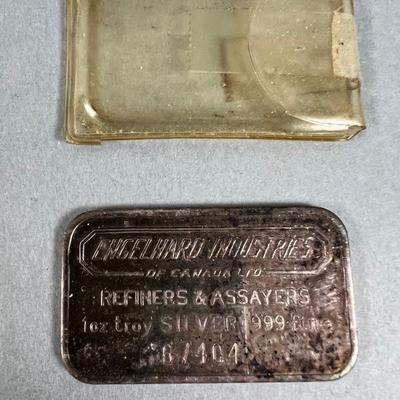 ENGELHARD INDUSTRIES
OF CANADA LTD.
REFINERS & ASSAYERS
1oz troy SILVER 999 fine